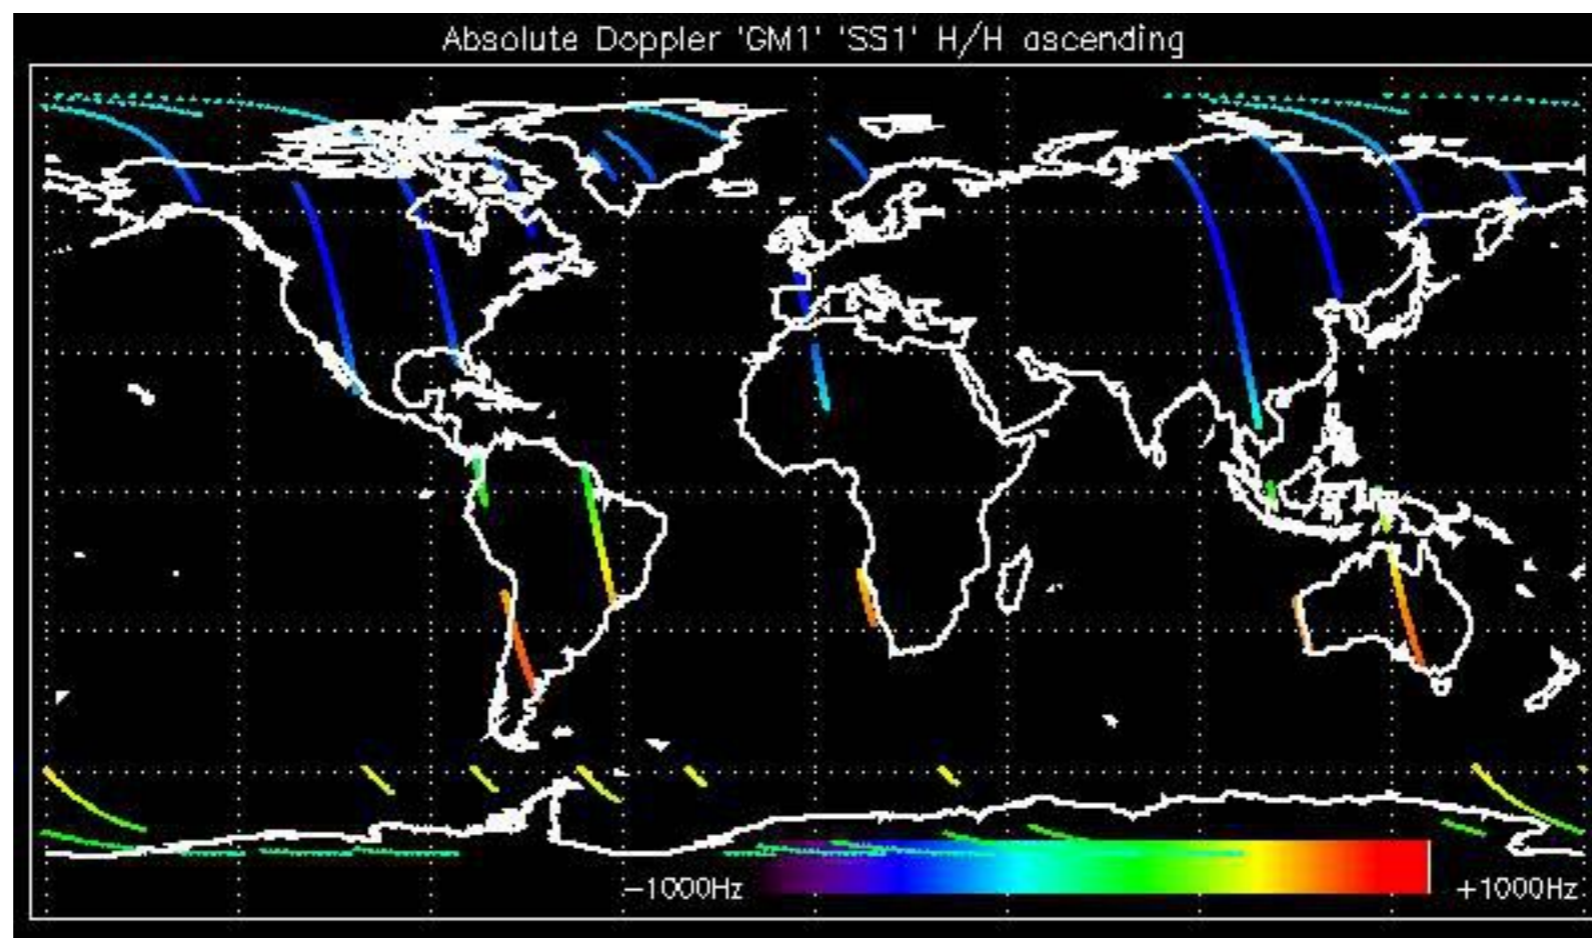 Absolute Doppler 'GM1' 'SS1' H/H ascending
−1000Hz +1000Hz